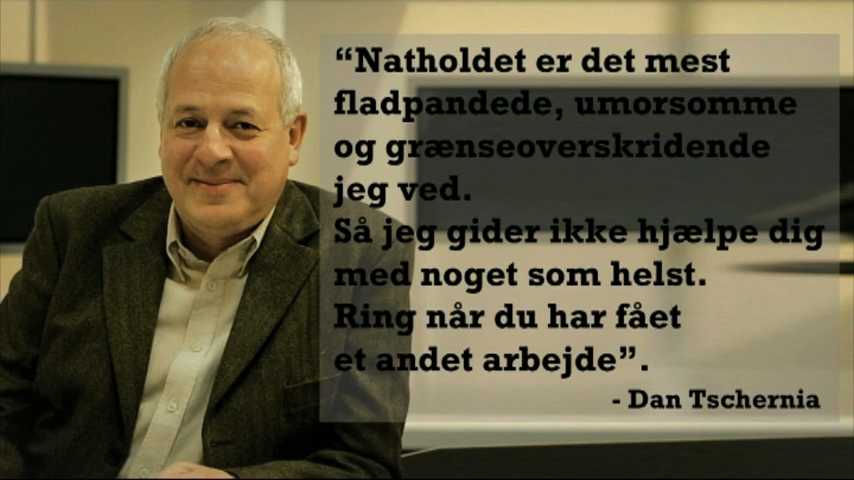 “Natholdet er det mest
fladpandede, umorsomme
og grænseoverskridende
jeg ved.
Så jeg gider ikke hjælpe dig
med noget som helst.
Ring når du har fået
et andet arbejde”.
- Dan Tschernia